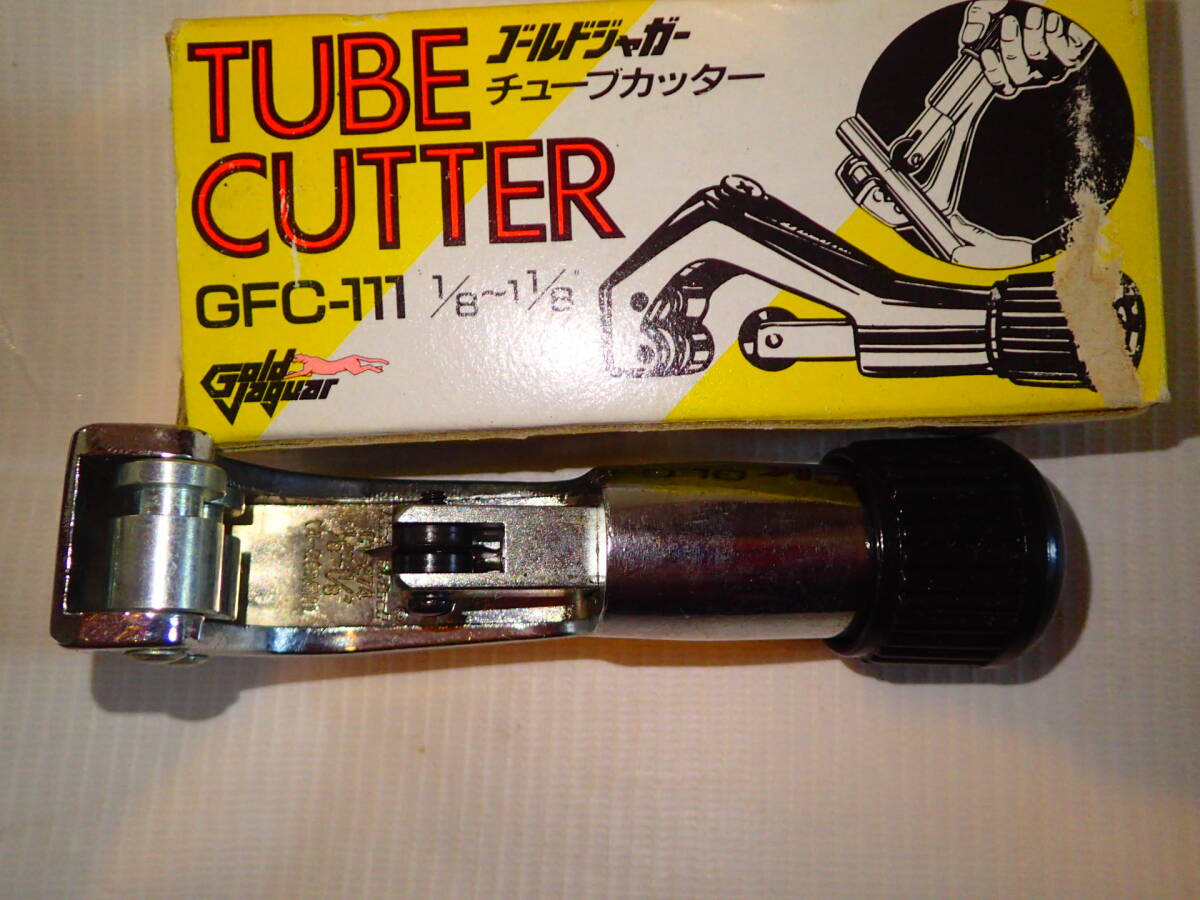 TUBE
CUTTER
ゴールドジャガー
チューブカッター
GFC-111 1/8~1 1/8"
Gold
Jaguar